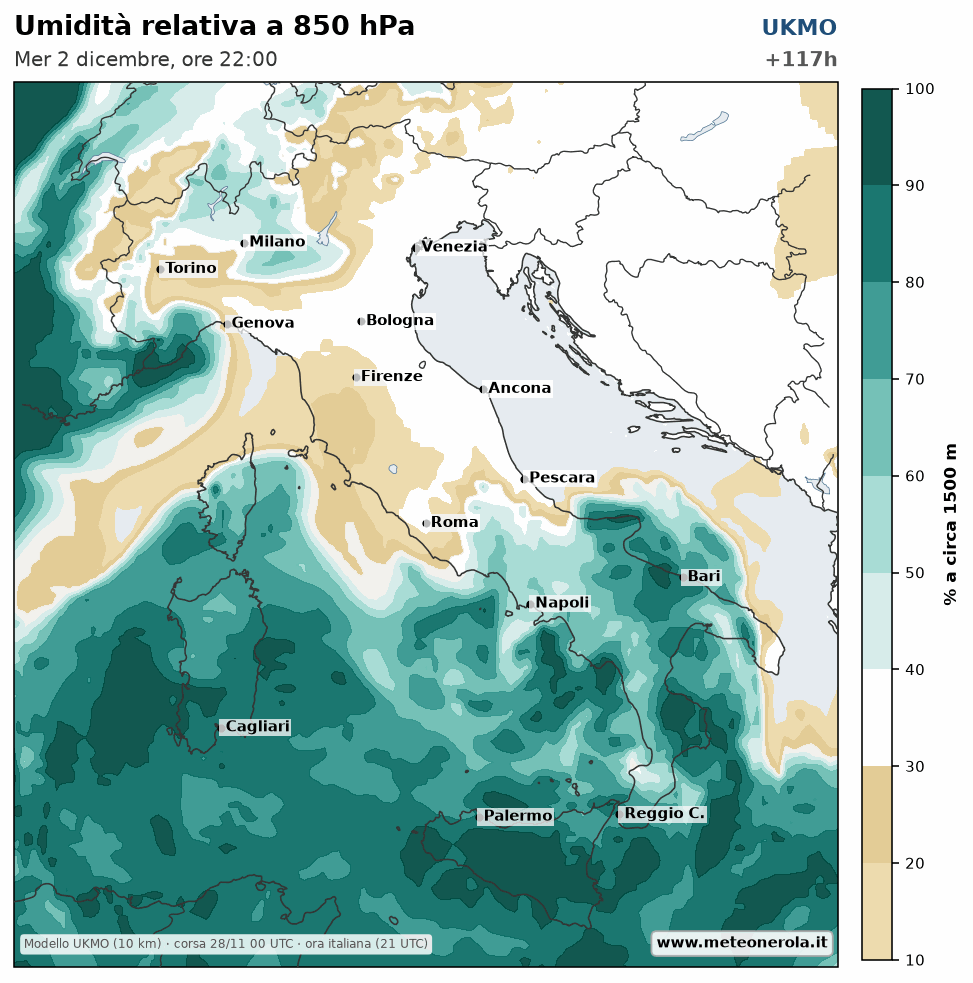 Umidità relativa a 850 hPa
UKMO
Mer 2 dicembre, ore 22:00
+117h
100
90
80
70
60
50
40
30
20
10
% a circa 1500 m
Milano
Venezia
Torino
Genova
Bologna
Firenze
Ancona
Pescara
Roma
Bari
Napoli
Cagliari
Palermo
Reggio C.
Modello UKMO (10 km) · corsa 28/11 00 UTC · ora italiana (21 UTC)
www.meteonerola.it